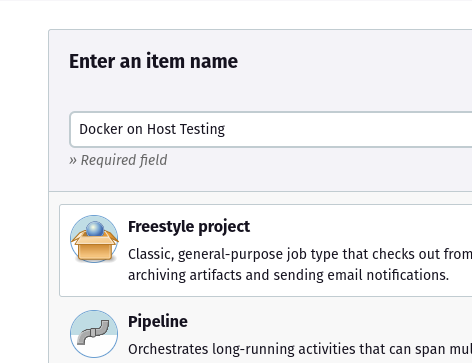 Enter an item name
Docker on Host Testing
» Required field
Freestyle project
Classic, general-purpose job type that checks out from
archiving artifacts and sending email notifications.
Pipeline
Orchestrates long-running activities that can span mul